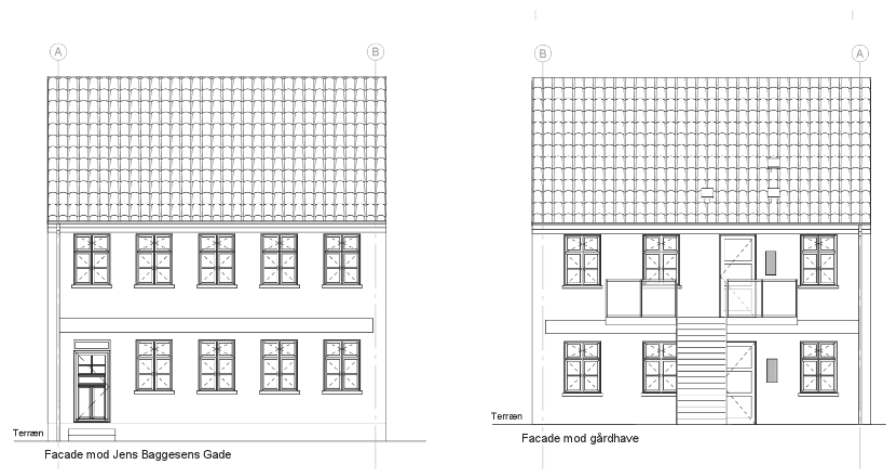 A
B
B
A
Terræn
Facade mod Jens Baggesens Gade
Terræn
Facade mod gårdhave